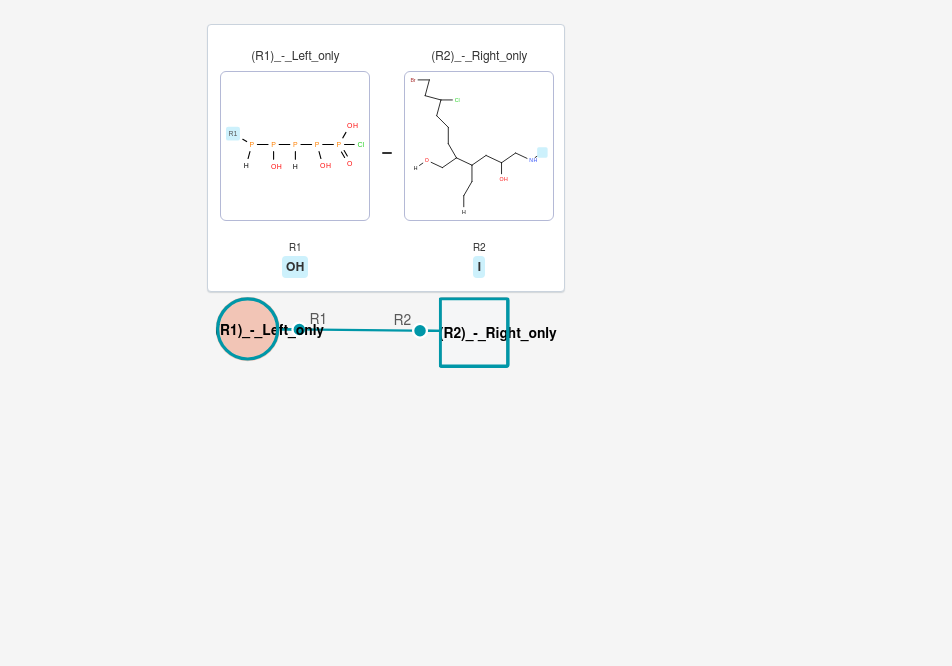 (R1)_-_Left_only (R2)_-_Right_only
Br
Cl
OH
R1
P P P P P Cl
H OH H OH O
H O NH
OH
H
R1 R2
OH I
R1 R2
(R1)_-_Left_only (R2)_-_Right_only